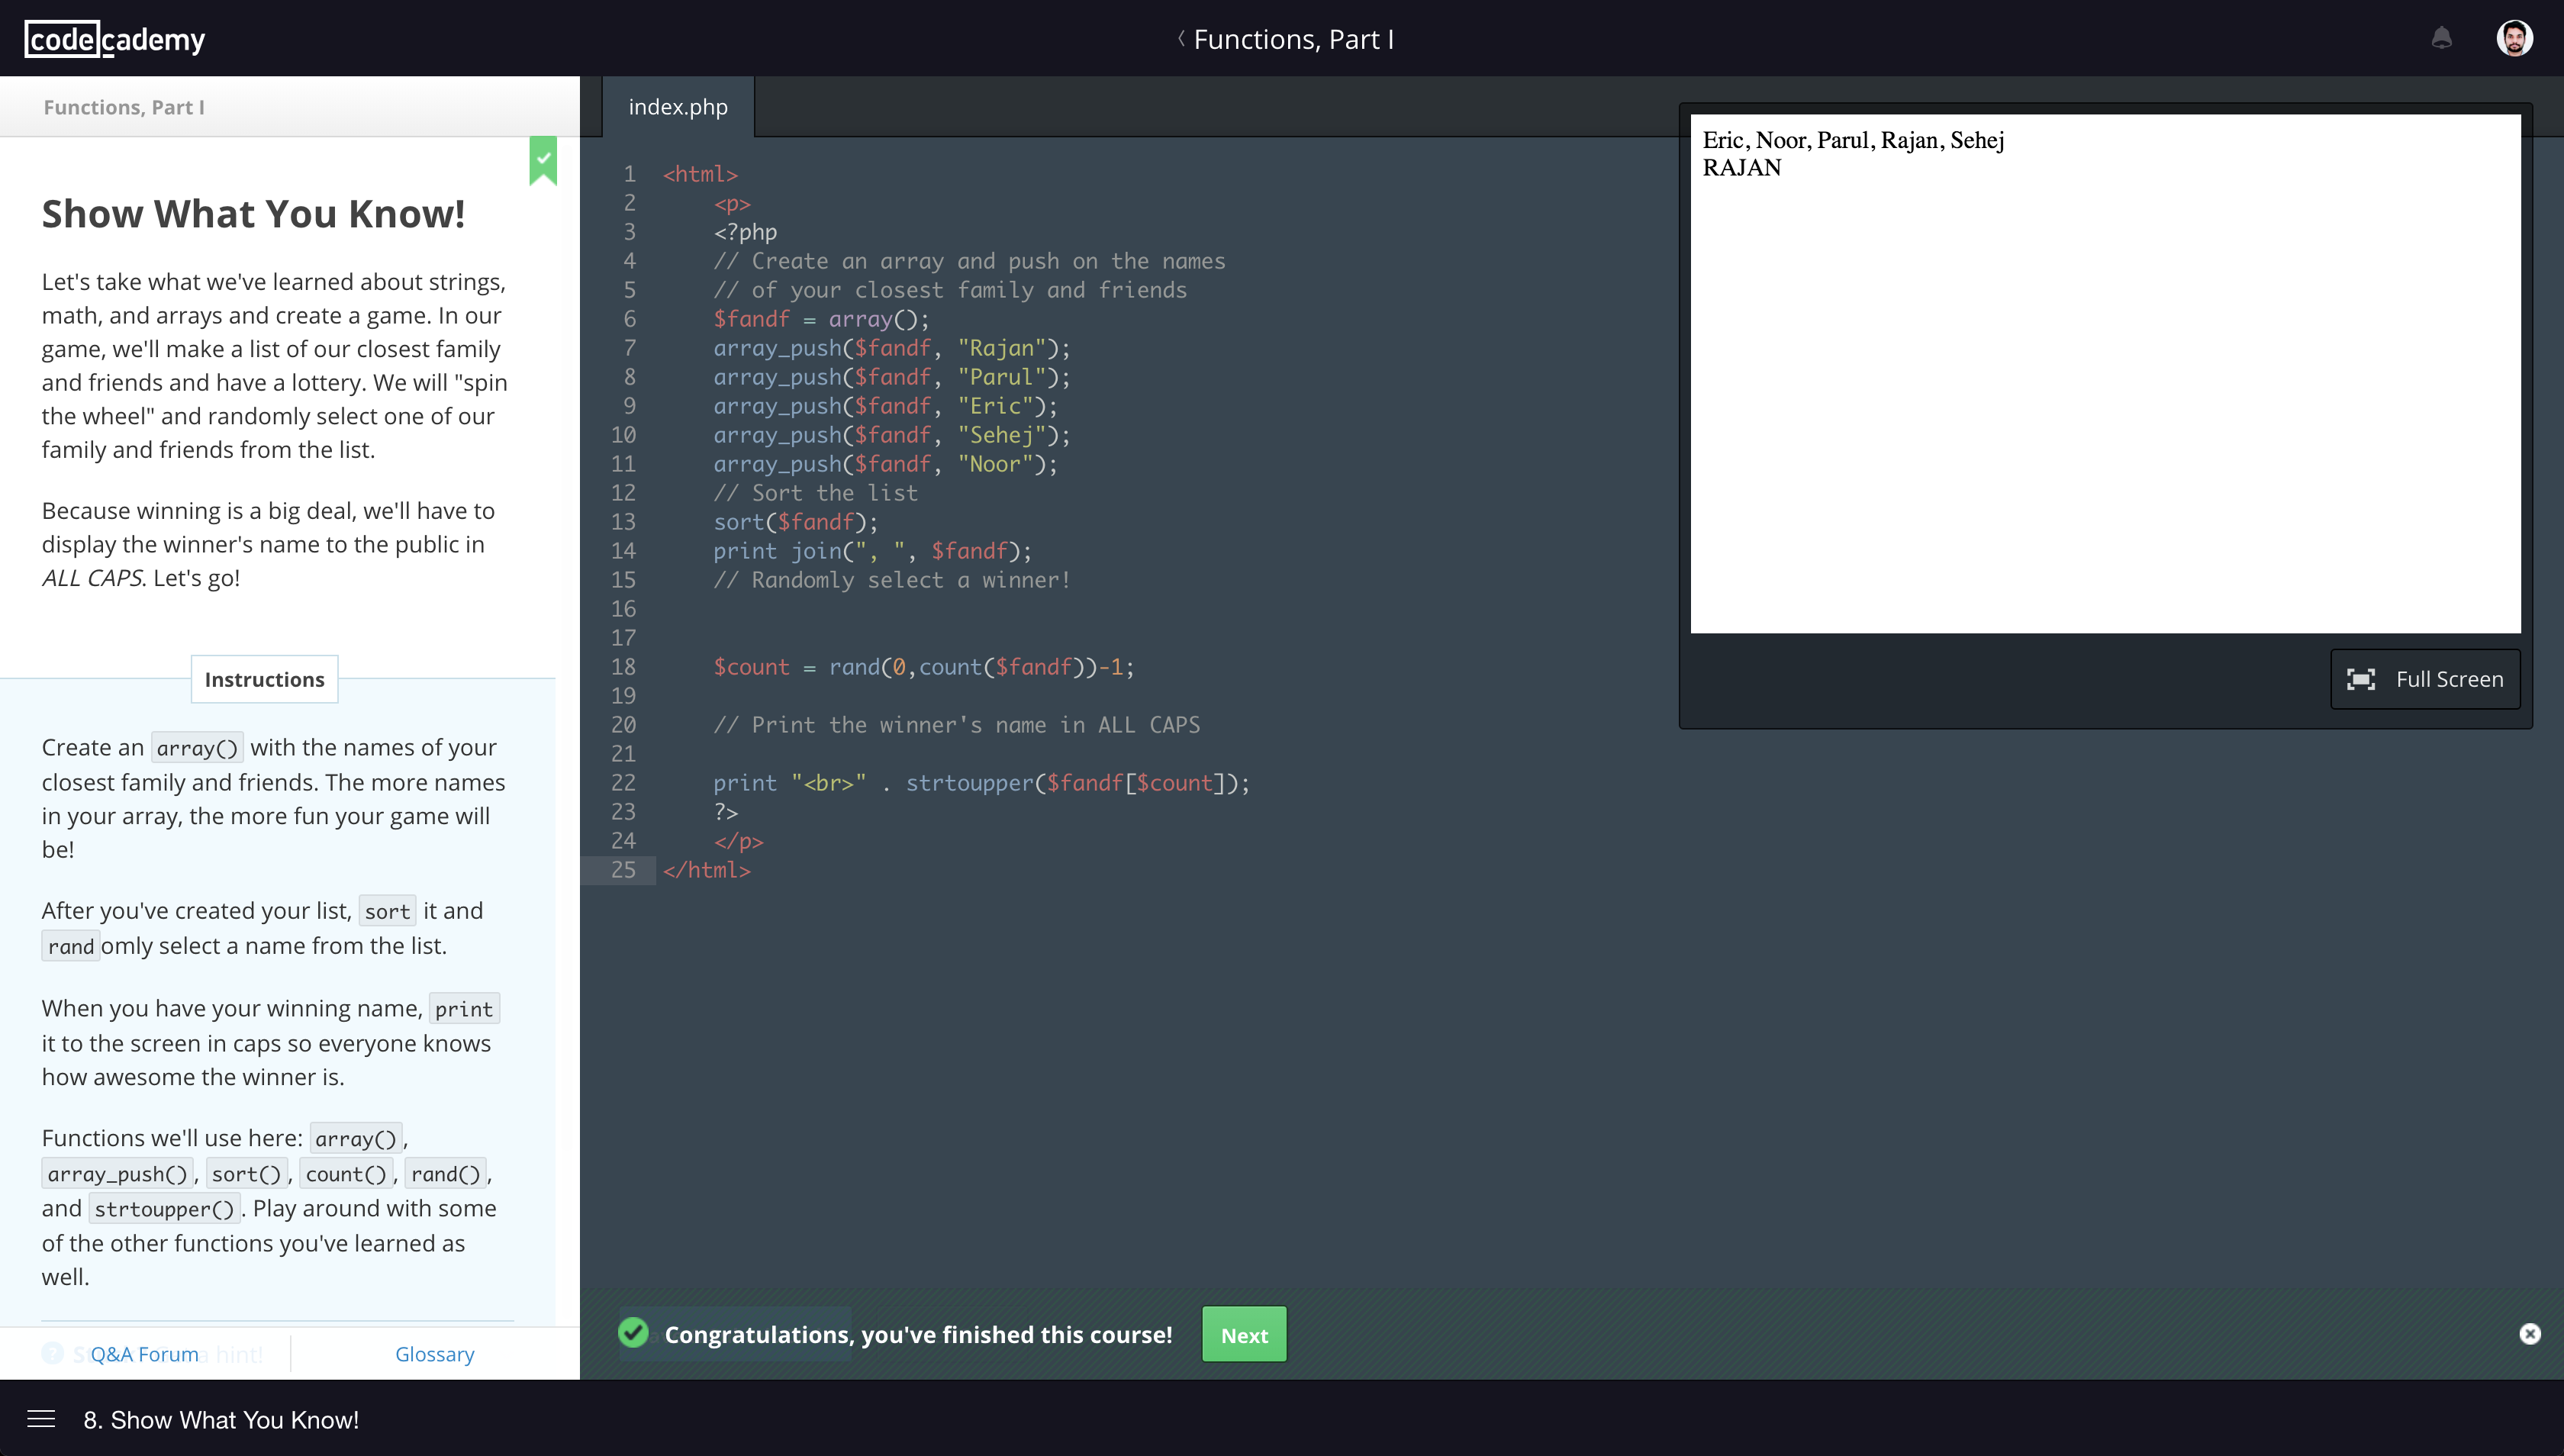 codecademy
Functions, Part I
Functions, Part I
Show What You Know!
Let's take what we've learned about strings,
math, and arrays and create a game. In our
game, we'll make a list of our closest family
and friends and have a lottery. We will "spin
the wheel" and randomly select one of our
family and friends from the list.
Because winning is a big deal, we'll have to
display the winner's name to the public in
ALL CAPS. Let's go!
Instructions
Create an array() with the names of your
closest family and friends. The more names
in your array, the more fun your game will
be!
After you've created your list, sort it and
randomly select a name from the list.
When you have your winning name, print
it to the screen in caps so everyone knows
how awesome the winner is.
Functions we'll use here: array(),
array_push(), sort(), count(), rand(),
and strtoupper(). Play around with some
of the other functions you've learned as
well.
Q&A Forum
Glossary
index.php
1 <html>
2 <p>
3 <?php
4 // Create an array and push on the names
5 // of your closest family and friends
6 $fandf = array();
7 array_push($fandf, "Rajan");
8 array_push($fandf, "Parul");
9 array_push($fandf, "Eric");
10 array_push($fandf, "Sehej");
11 array_push($fandf, "Noor");
12 // Sort the list
13 sort($fandf);
14 print join(", ", $fandf);
15 // Randomly select a winner!
16
17
18 $count = rand(0,count($fandf))-1;
19
20 // Print the winner's name in ALL CAPS
21
22 print "<br>" . strtoupper($fandf[$count]);
23 ?>
24 </p>
25 </html>
Eric, Noor, Parul, Rajan, Sehej
RAJAN
Full Screen
Congratulations, you've finished this course!
Next
8. Show What You Know!